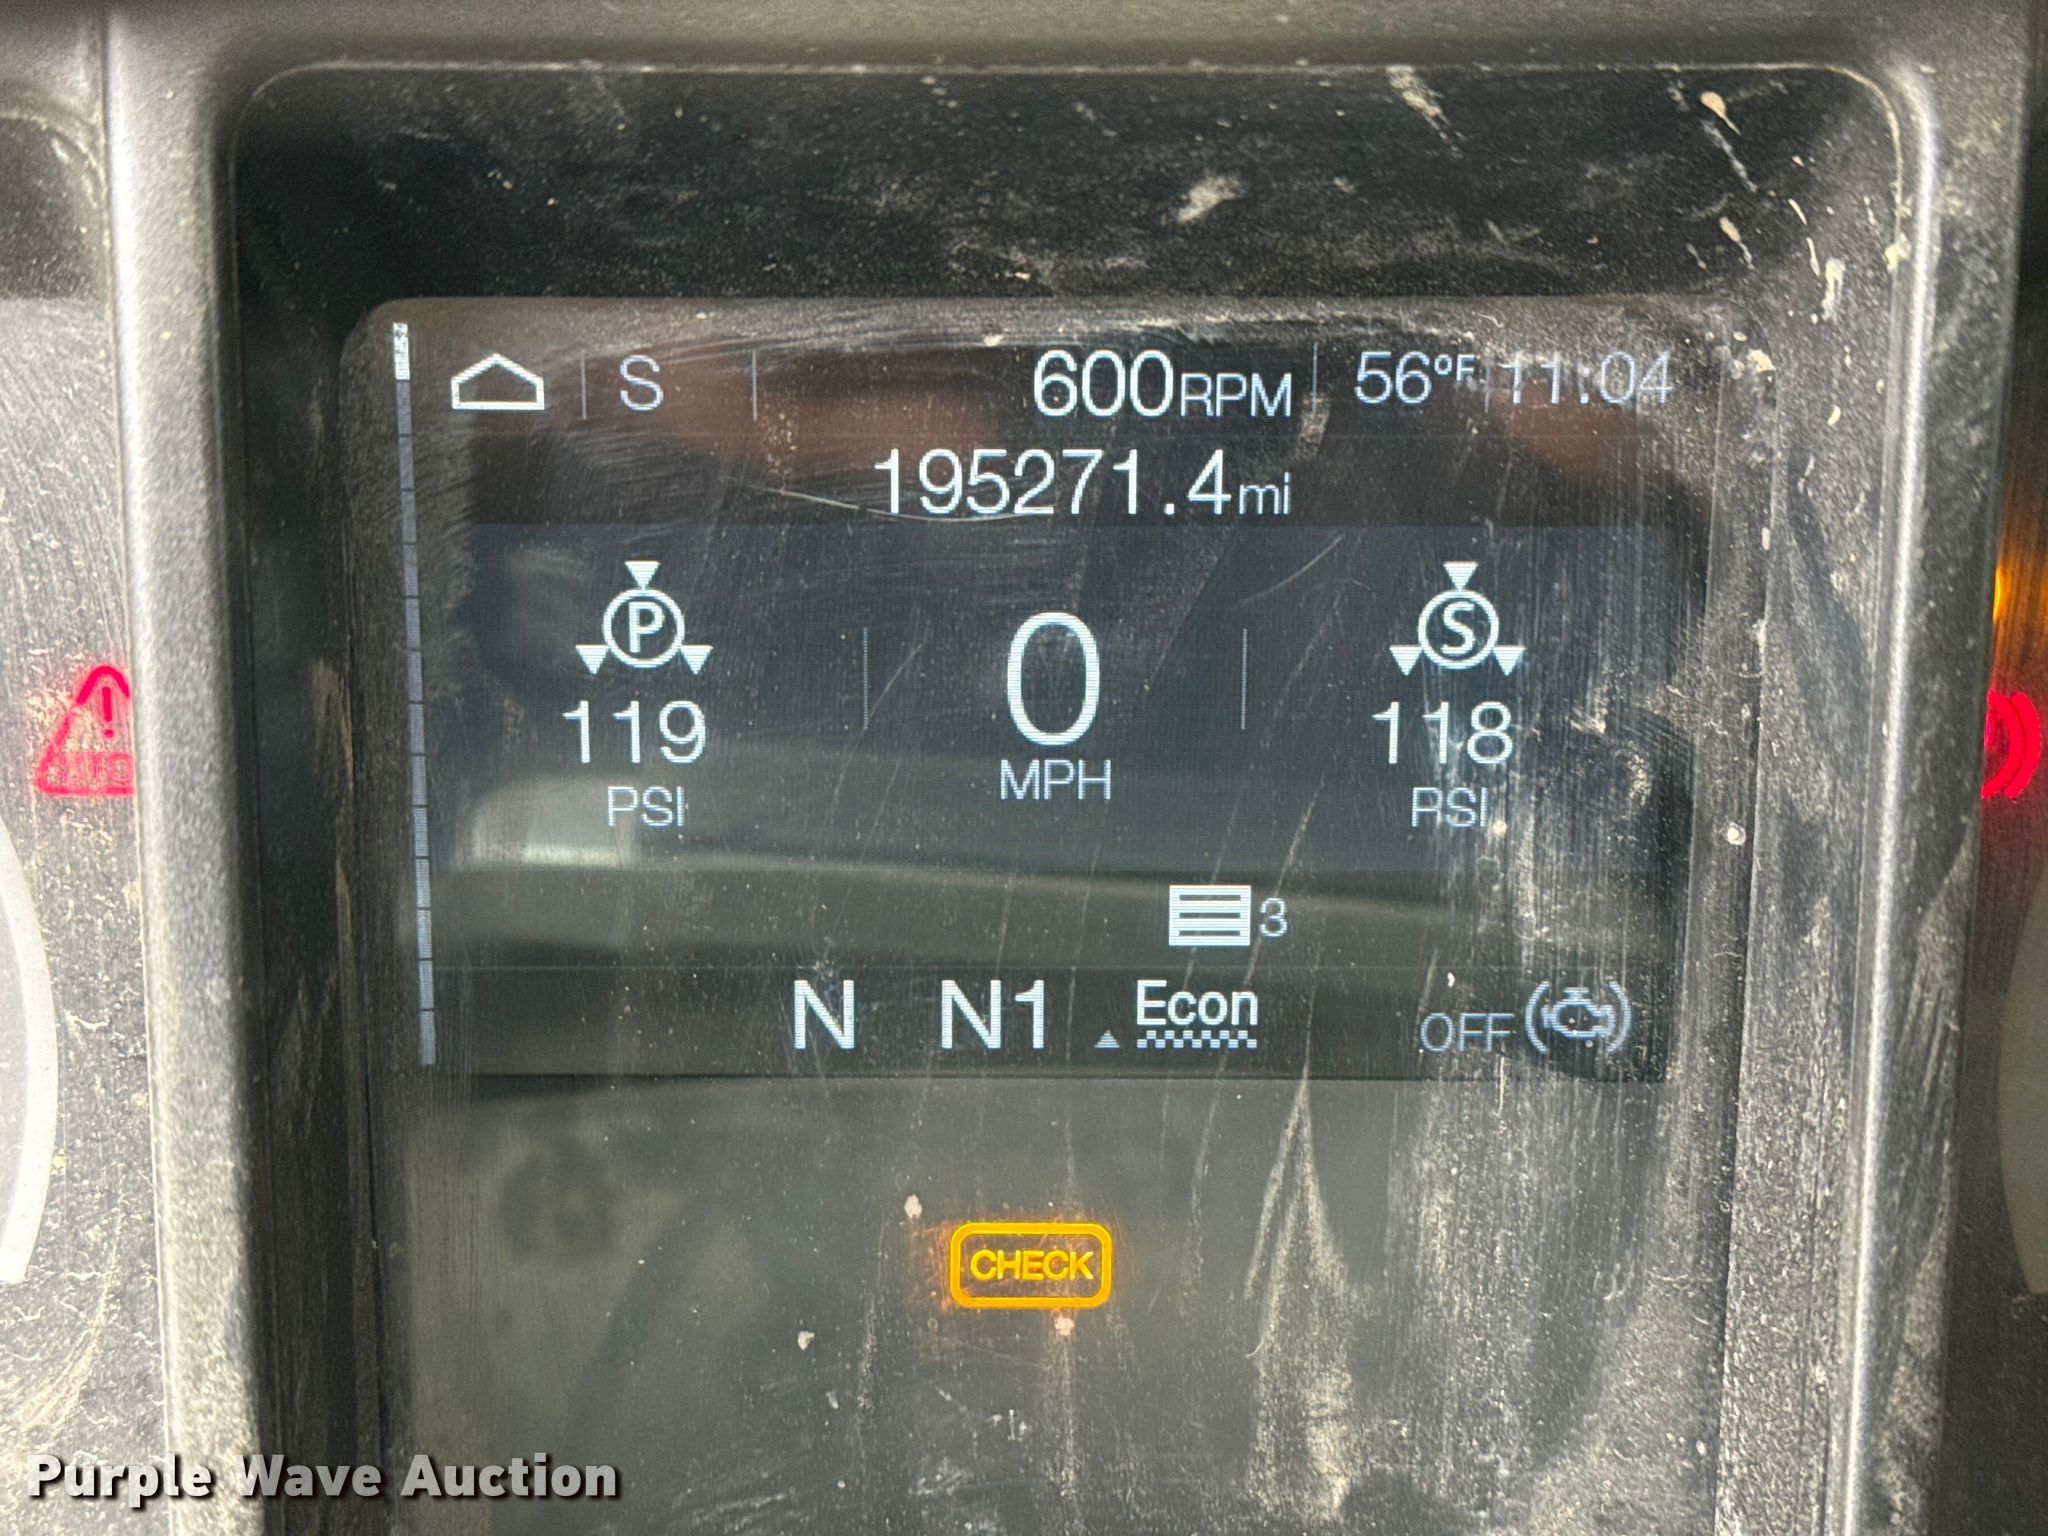 S 600RPM 56°F 11:04
195271.4mi
P S
119 0 118
PSI MPH PSI
3
N N1 Econ OFF
CHECK
Purple Wave Auction